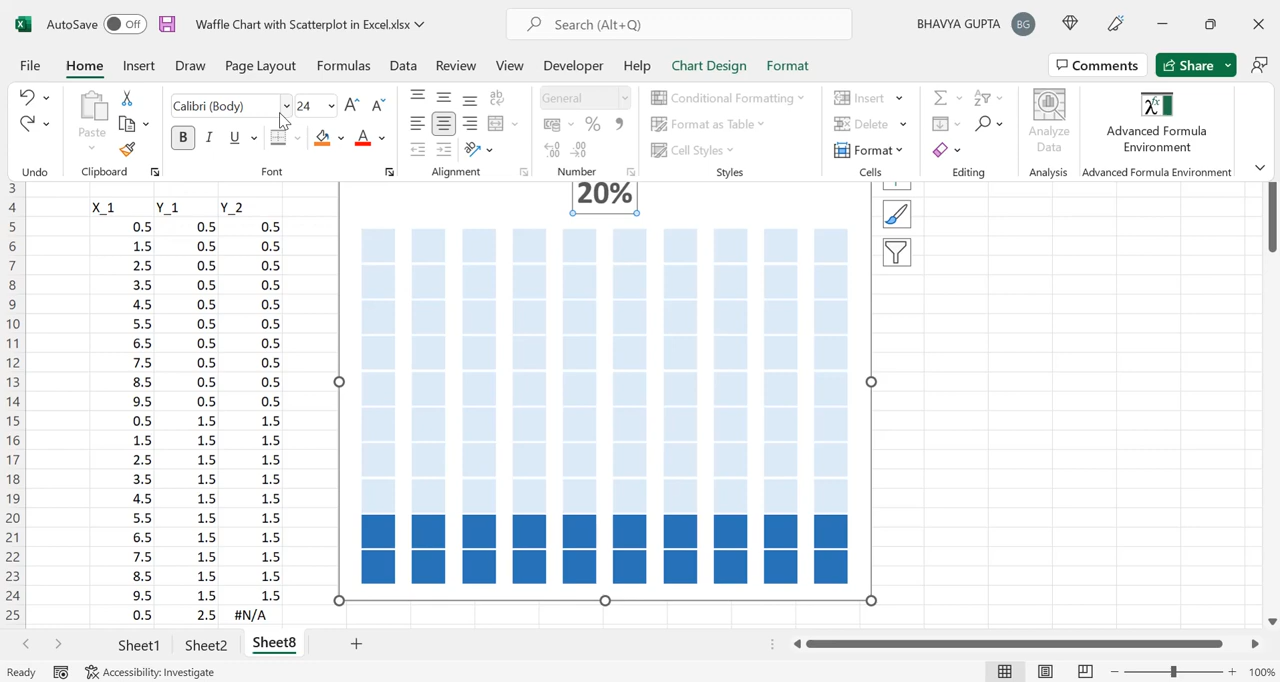 AutoSave Off Waffle Chart with Scatterplot in Excel.xlsx Search (Alt+Q) BHAVYA GUPTA BG
File Home Insert Draw Page Layout Formulas Data Review View Developer Help Chart Design Format Comments Share
Paste Calibri (Body) 24 General Conditional Formatting Format as Table Cell Styles Insert Delete Format Analyze Data Advanced Formula Environment
Undo Clipboard Font Alignment Number Styles Cells Editing Analysis Advanced Formula Environment
3 20%
4 X_1 Y_1 Y_2
5 0.5 0.5 0.5
6 1.5 0.5 0.5
7 2.5 0.5 0.5
8 3.5 0.5 0.5
9 4.5 0.5 0.5
10 5.5 0.5 0.5
11 6.5 0.5 0.5
12 7.5 0.5 0.5
13 8.5 0.5 0.5
14 9.5 0.5 0.5
15 0.5 1.5 1.5
16 1.5 1.5 1.5
17 2.5 1.5 1.5
18 3.5 1.5 1.5
19 4.5 1.5 1.5
20 5.5 1.5 1.5
21 6.5 1.5 1.5
22 7.5 1.5 1.5
23 8.5 1.5 1.5
24 9.5 1.5 1.5
25 0.5 2.5 #N/A
Sheet1 Sheet2 Sheet8
Ready Accessibility: Investigate 100%